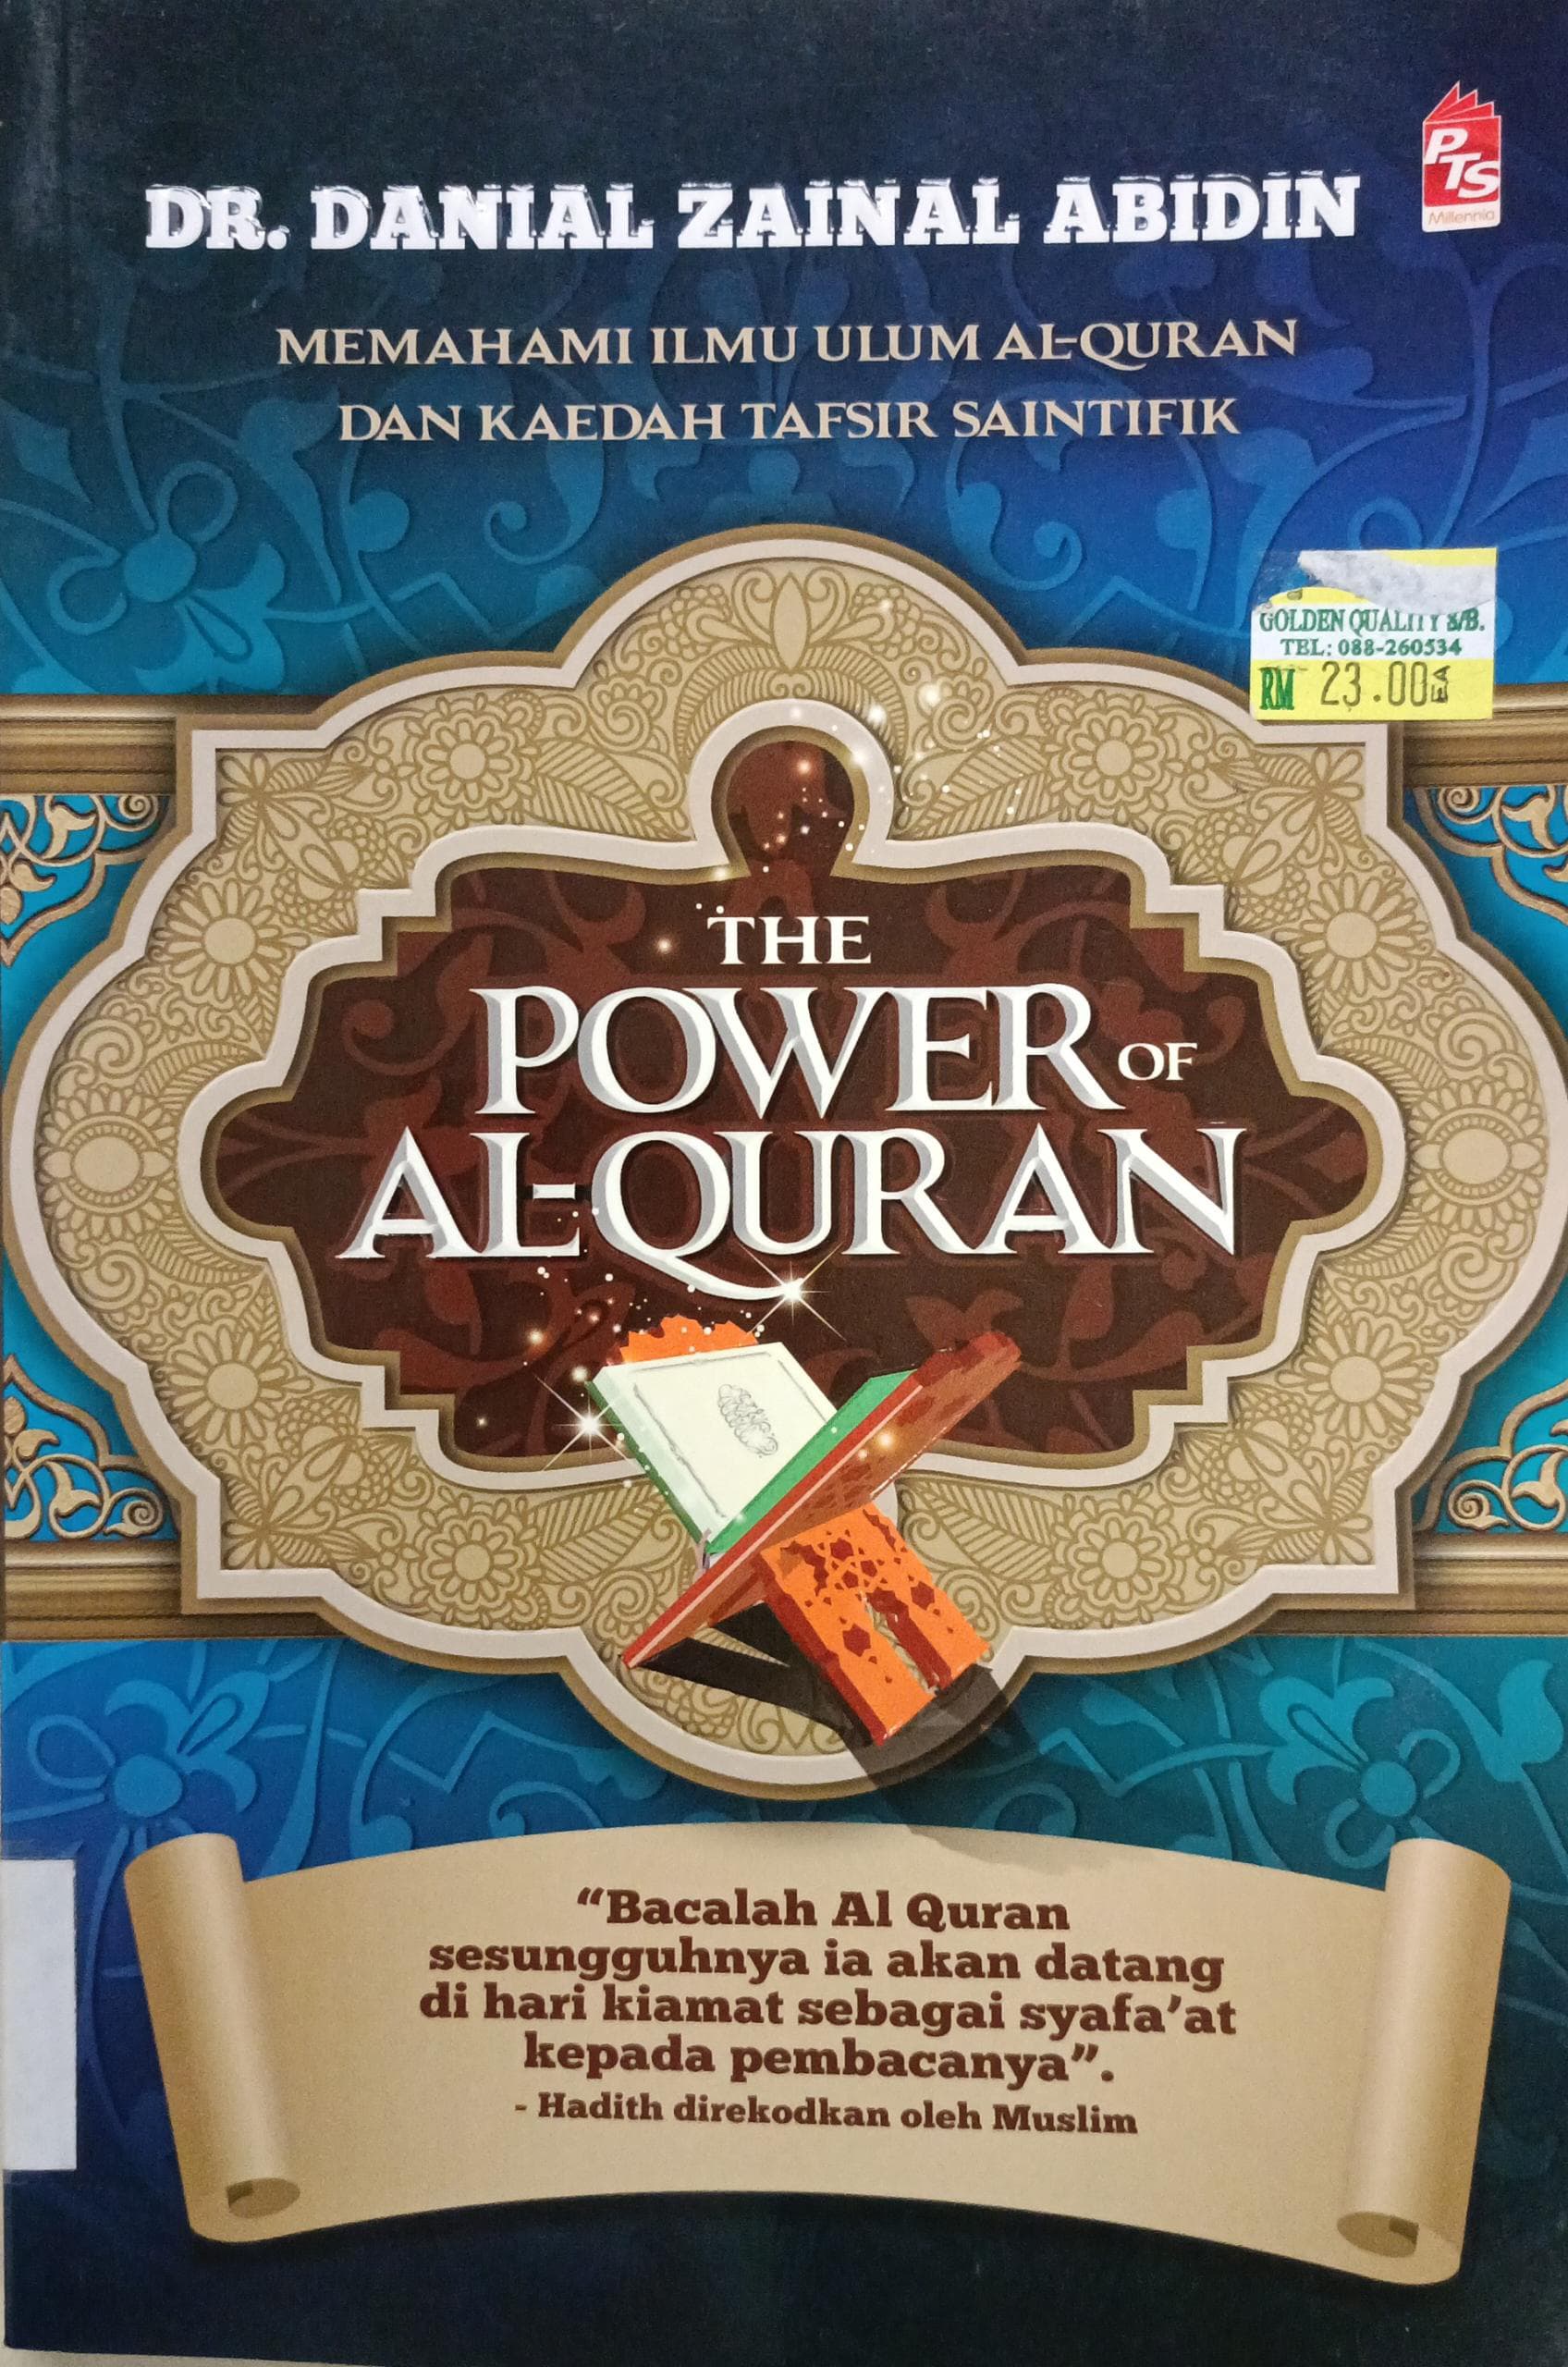 DR. DANIAL ZAINAL ABIDIN
PTS
Millennia
MEMAHAMI ILMU ULUM AL-QURAN
DAN KAEDAH TAFSIR SAINTIFIK
GOLDEN QUALITY S/B.
TEL: 088-260534
RM 23.00 EA
THE
POWER OF
AL-QURAN
“Bacalah Al Quran
sesungguhnya ia akan datang
di hari kiamat sebagai syafa’at
kepada pembacanya”.
- Hadith direkodkan oleh Muslim